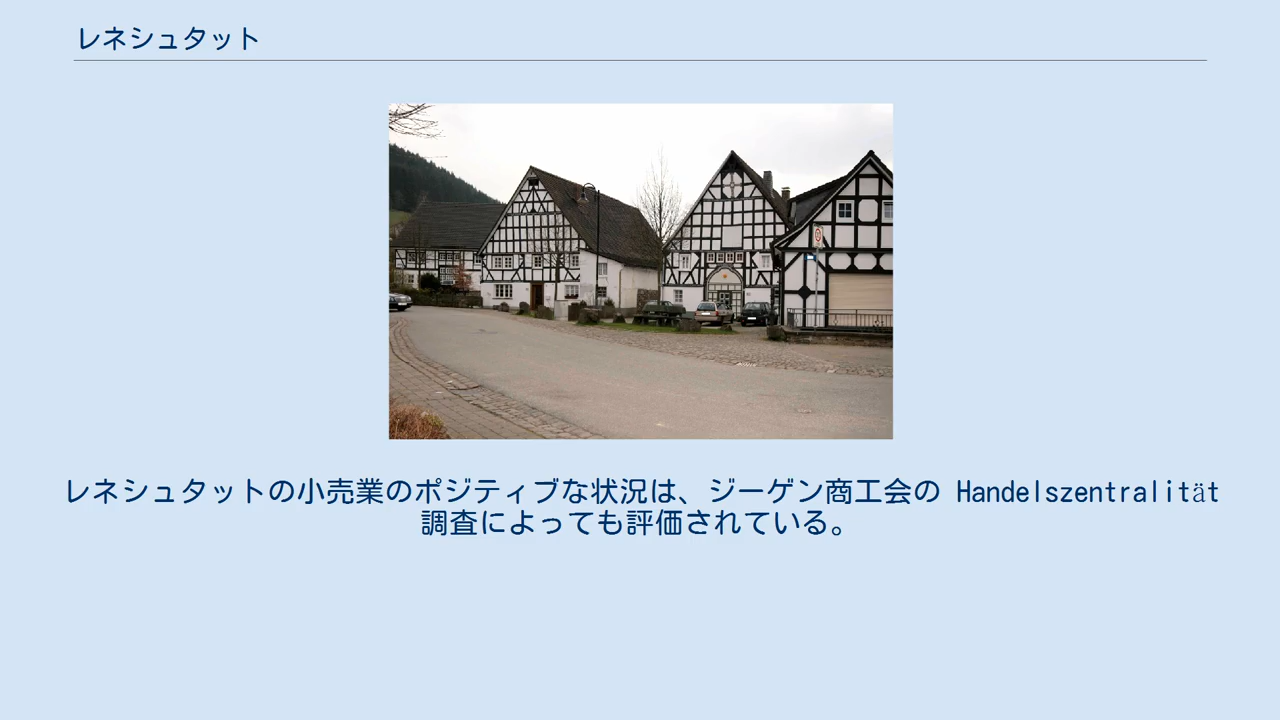 レネシュタット
レネシュタットの小売業のポジティブな状況は、ジーゲン商工会の Handelszentralität
調査によっても評価されている。